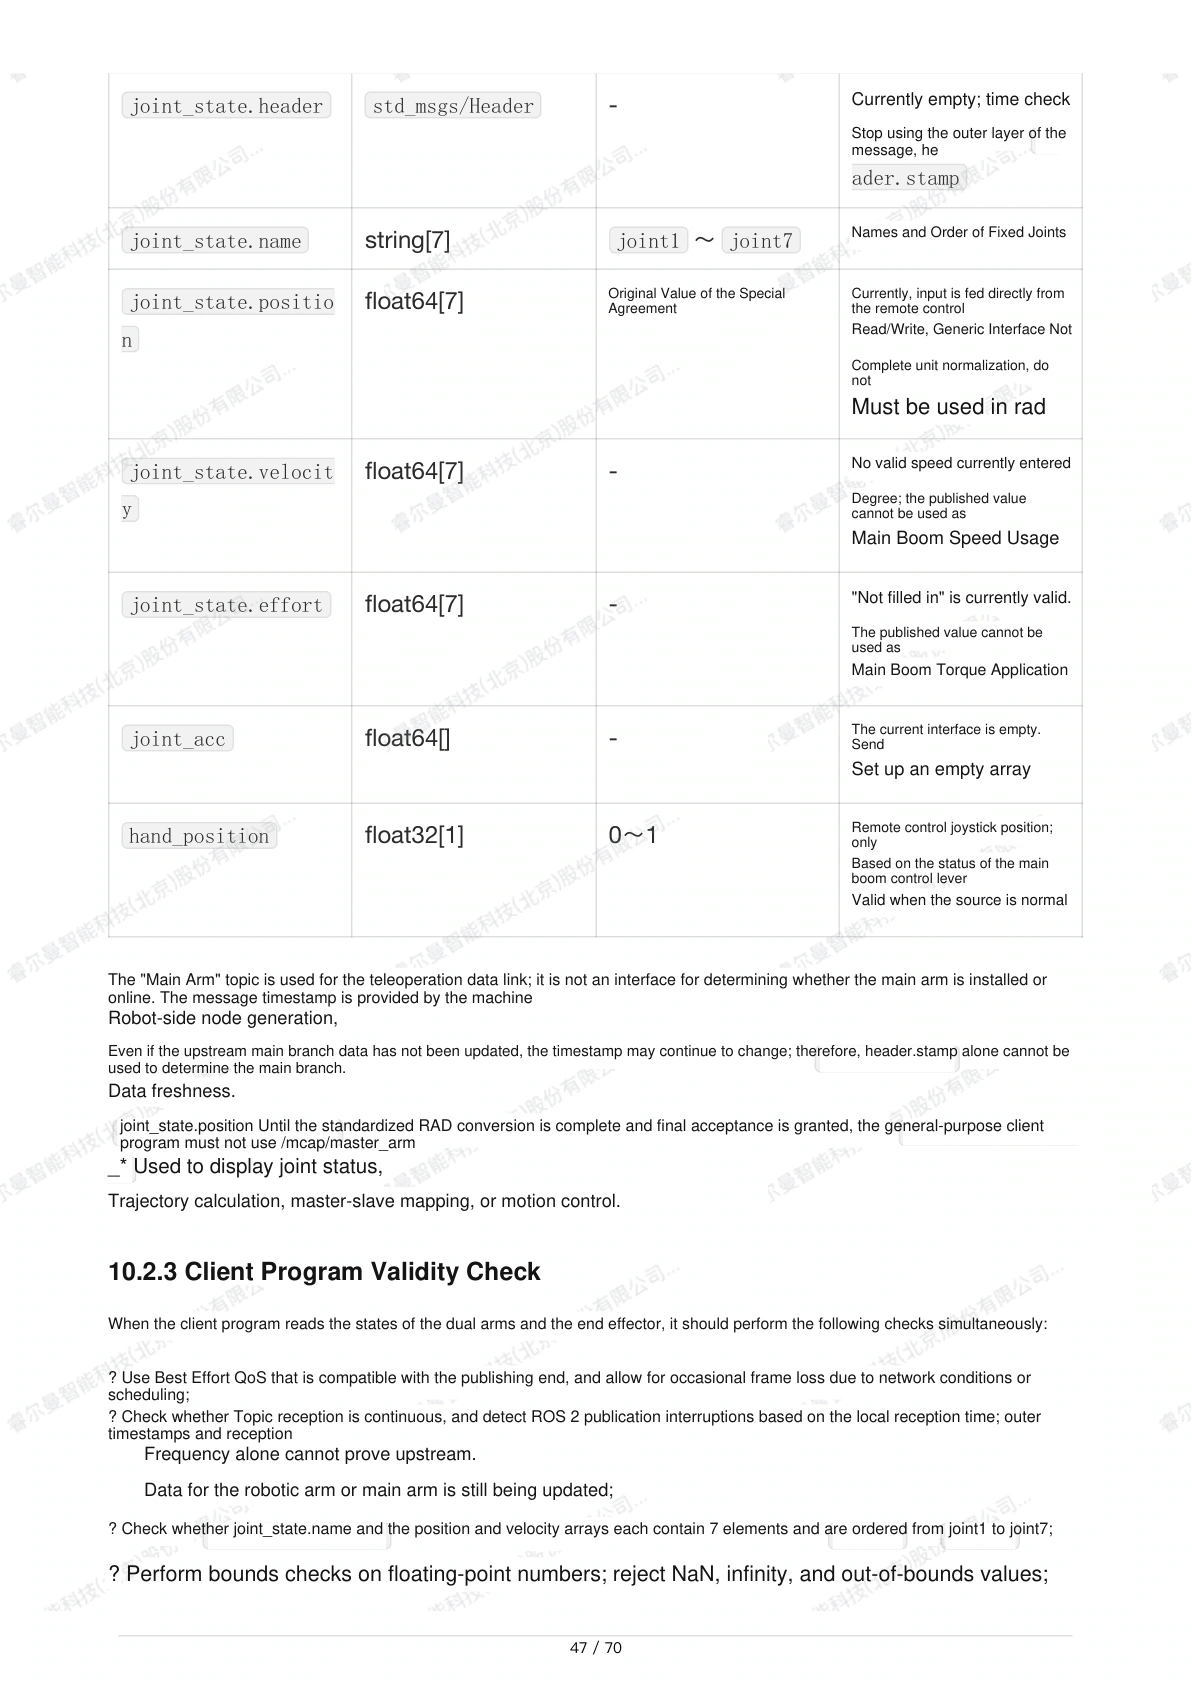 joint_state.header
std_msgs/Header
-
Currently empty; time check
Stop using the outer layer of the
message, he
ader.stamp
joint_state.name
string[7]
joint1 ～ joint7
Names and Order of Fixed Joints
joint_state.positio
n
float64[7]
Original Value of the Special
Agreement
Currently, input is fed directly from
the remote control
Read/Write, Generic Interface Not
Complete unit normalization, do
not
Must be used in rad
joint_state.velocit
y
float64[7]
-
No valid speed currently entered
Degree; the published value
cannot be used as
Main Boom Speed Usage
joint_state.effort
float64[7]
-
"Not filled in" is currently valid.
The published value cannot be
used as
Main Boom Torque Application
joint_acc
float64[]
-
The current interface is empty.
Send
Set up an empty array
hand_position
float32[1]
0～1
Remote control joystick position;
only
Based on the status of the main
boom control lever
Valid when the source is normal
The "Main Arm" topic is used for the teleoperation data link; it is not an interface for determining whether the main arm is installed or
online. The message timestamp is provided by the machine
Robot-side node generation,
Even if the upstream main branch data has not been updated, the timestamp may continue to change; therefore, header.stamp alone cannot be
used to determine the main branch.
Data freshness.
joint_state.position Until the standardized RAD conversion is complete and final acceptance is granted, the general-purpose client
program must not use /mcap/master_arm
_* Used to display joint status,
Trajectory calculation, master-slave mapping, or motion control.
10.2.3 Client Program Validity Check
When the client program reads the states of the dual arms and the end effector, it should perform the following checks simultaneously:
? Use Best Effort QoS that is compatible with the publishing end, and allow for occasional frame loss due to network conditions or
scheduling;
? Check whether Topic reception is continuous, and detect ROS 2 publication interruptions based on the local reception time; outer
timestamps and reception
Frequency alone cannot prove upstream.
Data for the robotic arm or main arm is still being updated;
? Check whether joint_state.name and the position and velocity arrays each contain 7 elements and are ordered from joint1 to joint7;
? Perform bounds checks on floating-point numbers; reject NaN, infinity, and out-of-bounds values;
47 / 70
睿尔曼智能科技(北京)股份有限公司...